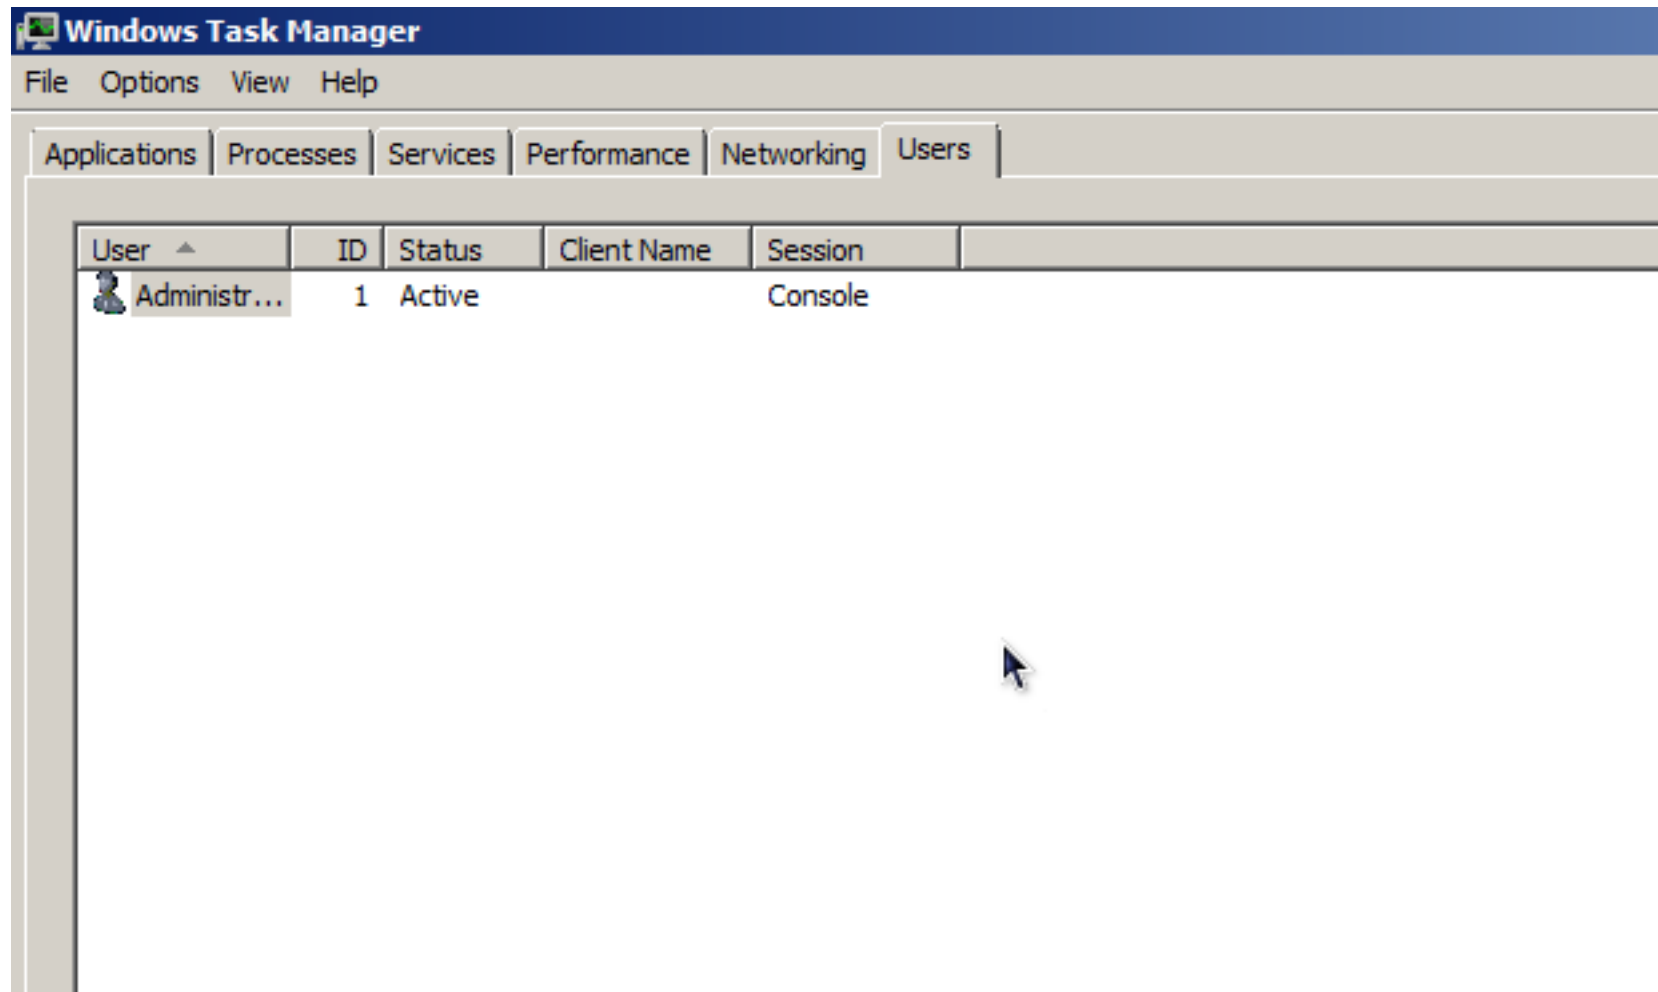 Windows Task Manager
File Options View Help
Applications Processes Services Performance Networking Users
User ID Status Client Name Session
Administr... 1 Active Console